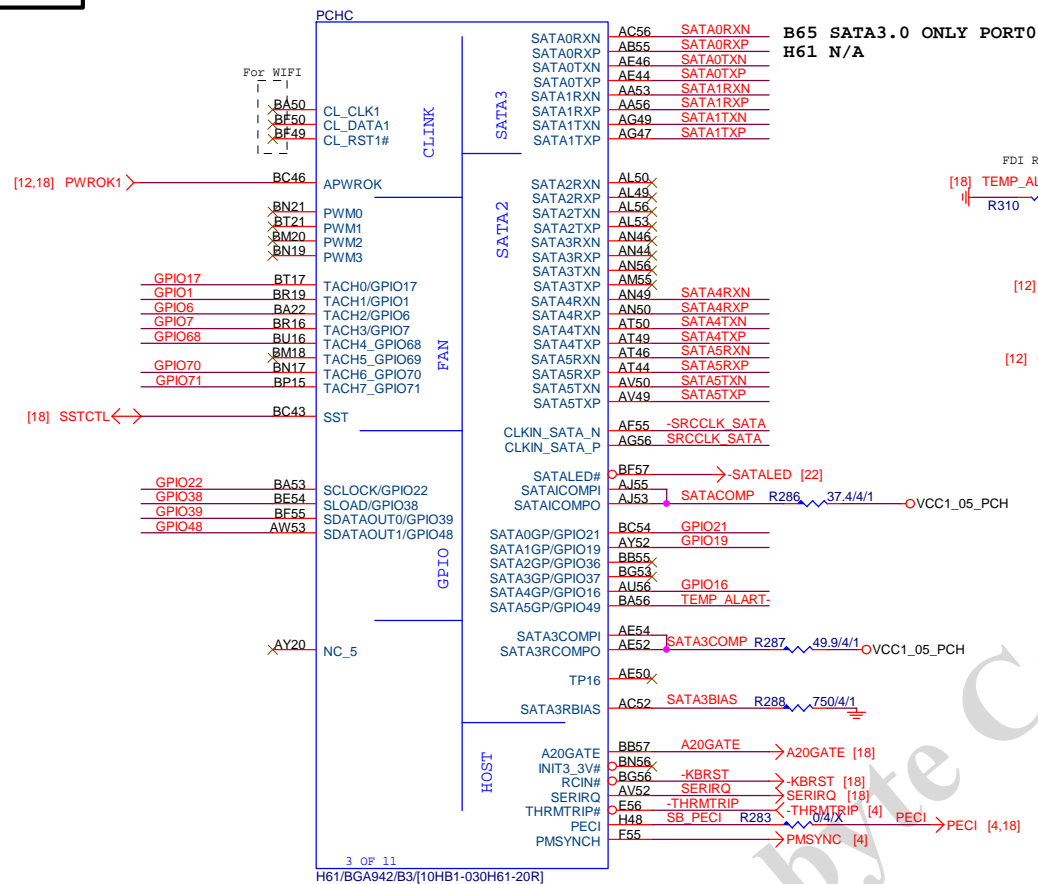 PCHC
B65 SATA3.0 ONLY PORT0
H61 N/A
For WIFI
BA50 CL_CLK1
BF50 CL_DATA1
BF49 CL_RST1#
CLINK
[12,18] PWROK1 BC46 APWROK
BN21 PWM0
BT21 PWM1
BM20 PWM2
BN19 PWM3
GPIO17 BT17 TACH0/GPIO17
GPIO1 BR19 TACH1/GPIO1
GPIO6 BA22 TACH2/GPIO6
GPIO7 BR16 TACH3/GPIO7
GPIO68 BU16 TACH4_GPIO68
BM18 TACH5_GPIO69
GPIO70 BN17 TACH6_GPIO70
GPIO71 BP15 TACH7_GPIO71
FAN
[18] SSTCTL BC43 SST
GPIO22 BA53 SCLOCK/GPIO22
GPIO38 BE54 SLOAD/GPIO38
GPIO39 BF55 SDATAOUT0/GPIO39
GPIO48 AW53 SDATAOUT1/GPIO48
GPIO
AY20 NC_5
SATA3
SATA0RXN AC56 SATA0RXN
SATA0RXP AB55 SATA0RXP
SATA0TXN AE46 SATA0TXN
SATA0TXP AE44 SATA0TXP
SATA1RXN AA53 SATA1RXN
SATA1RXP AA56 SATA1RXP
SATA1TXN AG49 SATA1TXN
SATA1TXP AG47 SATA1TXP
SATA2
SATA2RXN AL50
SATA2RXP AL49
SATA2TXN AL56
SATA2TXP AL53
SATA3RXN AN46
SATA3RXP AN44
SATA3TXN AN56
SATA3TXP AM55
SATA4RXN AN49 SATA4RXN
SATA4RXP AN50 SATA4RXP
SATA4TXN AT50 SATA4TXN
SATA4TXP AT49 SATA4TXP
SATA5RXN AT46 SATA5RXN
SATA5RXP AT44 SATA5RXP
SATA5TXN AV50 SATA5TXN
SATA5TXP AV49 SATA5TXP
CLKIN_SATA_N AF55 -SRCCLK_SATA
CLKIN_SATA_P AG56 SRCCLK_SATA
SATALED# BF57 -SATALED [22]
SATAICOMPI AJ55
SATAICOMPO AJ53 SATACOMP R286 37.4/4/1 VCC1_05_PCH
SATA0GP/GPIO21 BC54 GPIO21
SATA1GP/GPIO19 AY52 GPIO19
SATA2GP/GPIO36 BB55
SATA3GP/GPIO37 BG53
SATA4GP/GPIO16 AU56 GPIO16
SATA5GP/GPIO49 BA56 TEMP_ALART-
SATA3COMPI AE54
SATA3RCOMPO AE52 SATA3COMP R287 49.9/4/1 VCC1_05_PCH
TP16 AE50
SATA3RBIAS AC52 SATA3BIAS R288 750/4/1
HOST
A20GATE BB57 A20GATE A20GATE [18]
INIT3_3V# BN56
RCIN# BG56 -KBRST -KBRST [18]
SERIRQ AV52 SERIRQ SERIRQ [18]
THRMTRIP# E56 -THRMTRIP -THRMTRIP [4]
PECI H48 SB_PECI R283 0/4/X PECI PECI [4,18]
PMSYNCH F55 PMSYNC [4]
FDI R
[18] TEMP_AL
R310
[12]
[12]
3 OF 11
H61/BGA942/B3/[10HB1-030H61-20R]
byte C